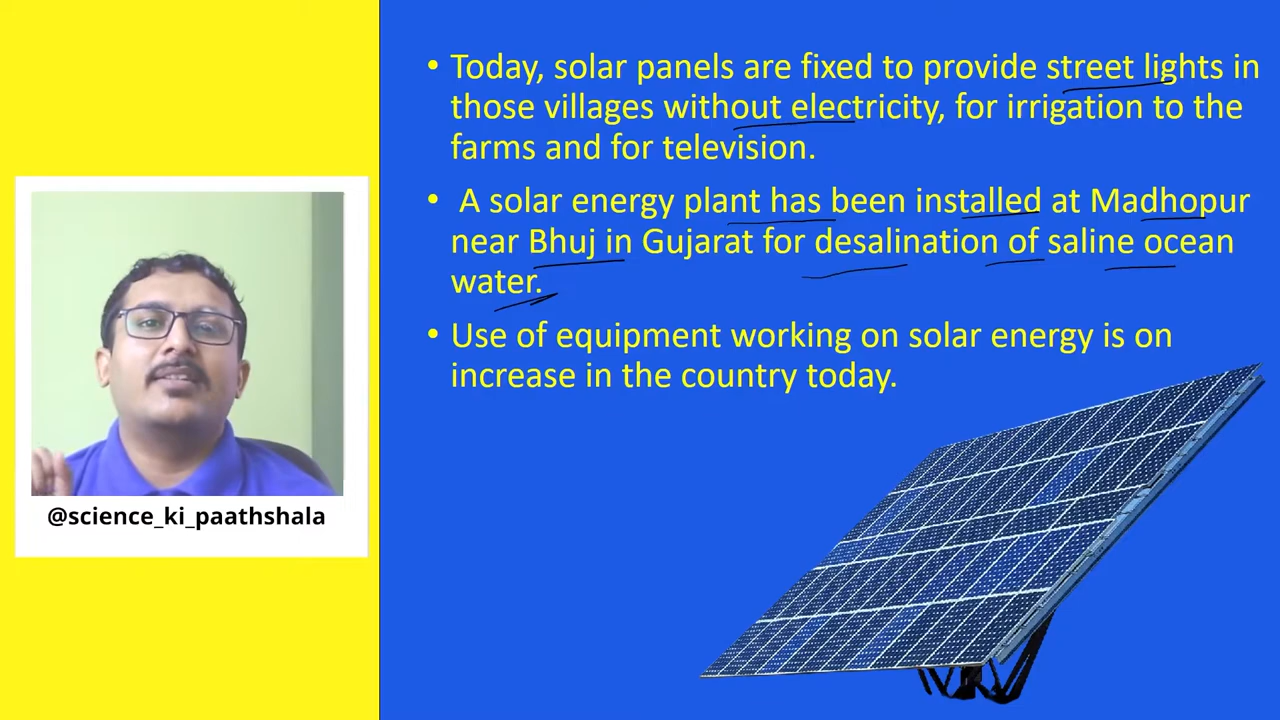 • Today, solar panels are fixed to provide street lights in
those villages without electricity, for irrigation to the
farms and for television.
• A solar energy plant has been installed at Madhopur
near Bhuj in Gujarat for desalination of saline ocean
water.
• Use of equipment working on solar energy is on
increase in the country today.
@science_ki_paathshala